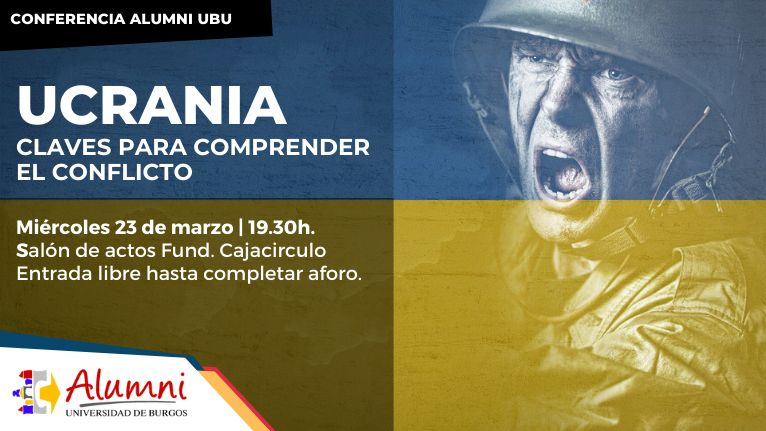 CONFERENCIA ALUMNI UBU
UCRANIA
CLAVES PARA COMPRENDER
EL CONFLICTO
Miércoles 23 de marzo | 19.30h.
Salón de actos Fund. Cajacirculo
Entrada libre hasta completar aforo.
Alumni
UNIVERSIDAD DE BURGOS